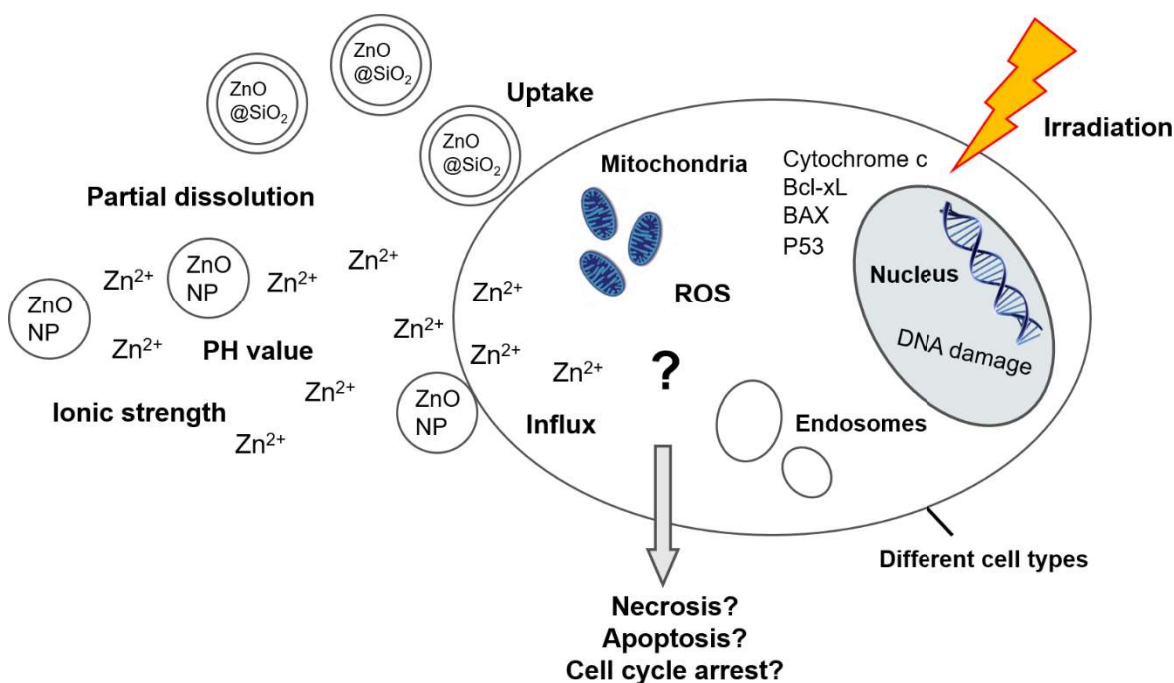 ZnO
@SiO₂
ZnO
@SiO₂
ZnO
@SiO₂
Uptake
Irradiation
Partial dissolution
Mitochondria
Cytochrome c
Bcl-xL
BAX
P53
Zn²⁺
ZnO
NP
Zn²⁺
Zn²⁺
ZnO
NP
Zn²⁺
PH value
Zn²⁺
Zn²⁺
Zn²⁺
Zn²⁺
ROS
Nucleus
DNA damage
?
Ionic strength
Zn²⁺
Zn²⁺
ZnO
NP
Influx
Endosomes
Different cell types
Necrosis?
Apoptosis?
Cell cycle arrest?